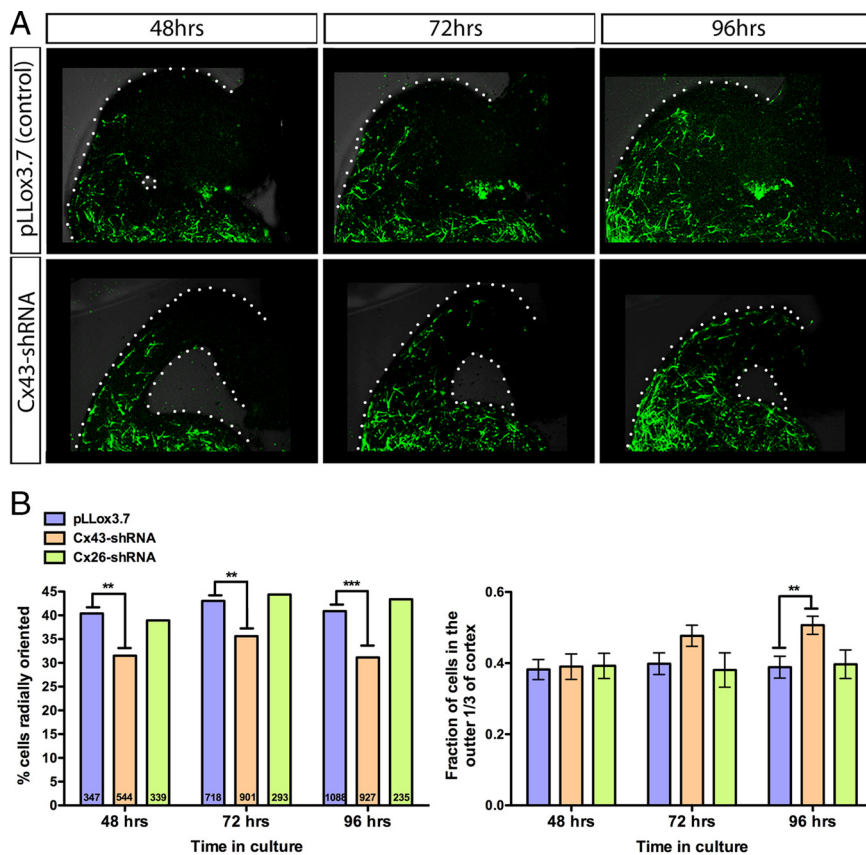 A
48hrs
72hrs
96hrs
pLLox3.7 (control)
Cx43-shRNA
B
pLLox3.7
Cx43-shRNA
Cx26-shRNA
% cells radially oriented
45
40
35
30
25
20
15
10
5
0
**
**
***
347
544
339
718
901
293
1088
927
235
48 hrs
72 hrs
96 hrs
Time in culture
Fraction of cells in the
outter 1/3 of cortex
0.6
0.4
0.2
0.0
**
48 hrs
72 hrs
96 hrs
Time in culture